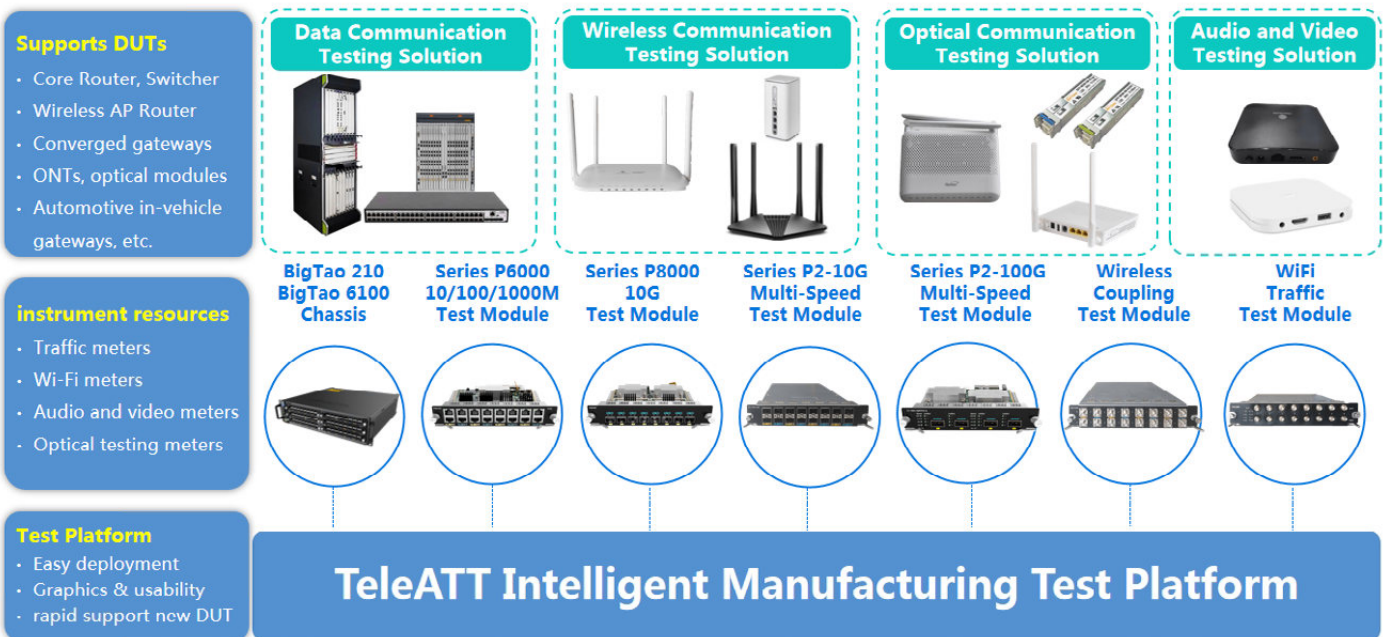 Supports DUTs
· Core Router, Switcher
· Wireless AP Router
· Converged gateways
· ONTs, optical modules
· Automotive in-vehicle
gateways, etc.
Data Communication
Testing Solution
Wireless Communication
Testing Solution
Optical Communication
Testing Solution
Audio and Video
Testing Solution
instrument resources
· Traffic meters
· Wi-Fi meters
· Audio and video meters
· Optical testing meters
BigTao 210
BigTao 6100
Chassis
Series P6000
10/100/1000M
Test Module
Series P8000
10G
Test Module
Series P2-10G
Multi-Speed
Test Module
Series P2-100G
Multi-Speed
Test Module
Wireless
Coupling
Test Module
WiFi
Traffic
Test Module
Test Platform
· Easy deployment
· Graphics & usability
· rapid support new DUT
TeleATT Intelligent Manufacturing Test Platform